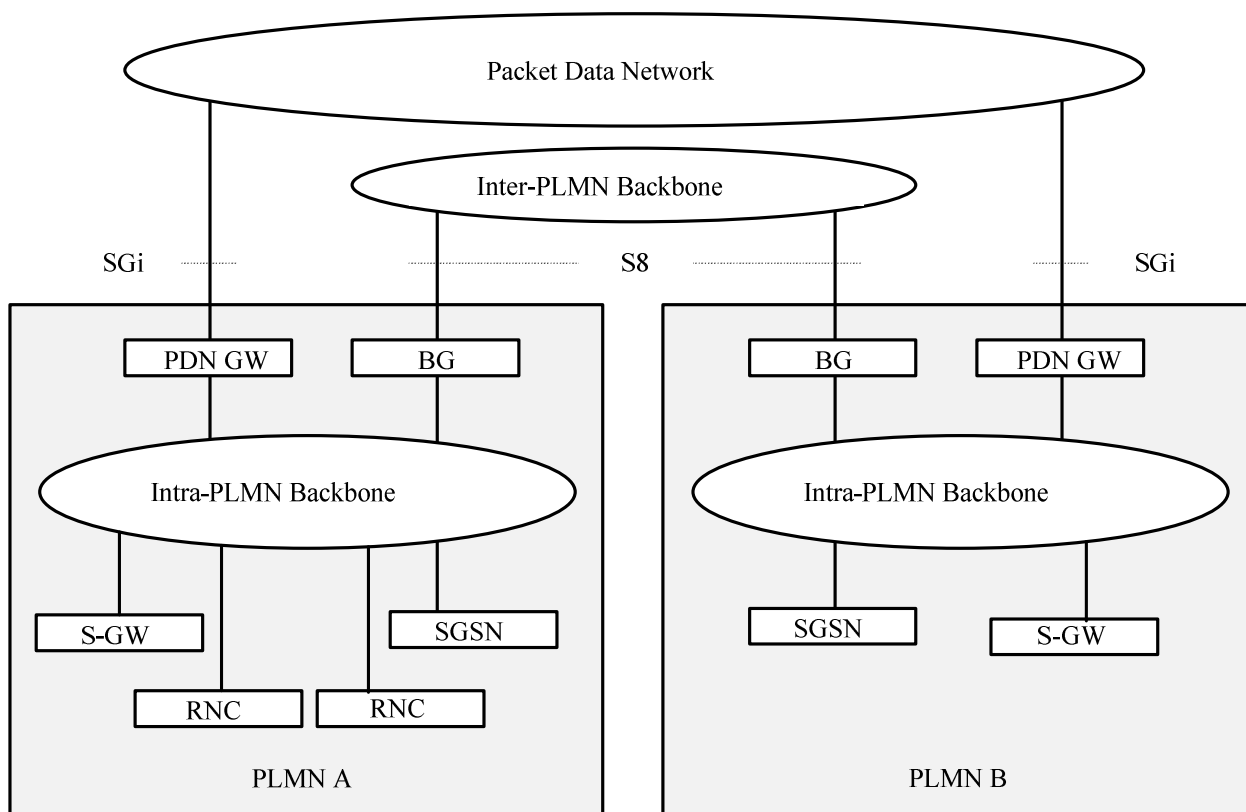 Packet Data Network
Inter-PLMN Backbone
SGi
S8
SGi
PDN GW
BG
BG
PDN GW
Intra-PLMN Backbone
Intra-PLMN Backbone
S-GW
SGSN
SGSN
S-GW
RNC
RNC
PLMN A
PLMN B